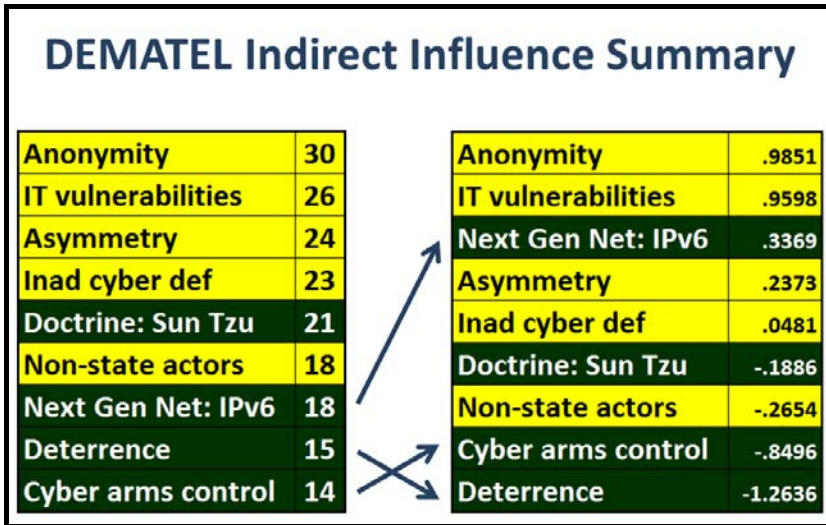 DEMATEL Indirect Influence Summary
Anonymity 30
IT vulnerabilities 26
Asymmetry 24
Inad cyber def 23
Doctrine: Sun Tzu 21
Non-state actors 18
Next Gen Net: IPv6 18
Deterrence 15
Cyber arms control 14
Anonymity .9851
IT vulnerabilities .9598
Next Gen Net: IPv6 .3369
Asymmetry .2373
Inad cyber def .0481
Doctrine: Sun Tzu -.1886
Non-state actors -.2654
Cyber arms control -.8496
Deterrence -1.2636